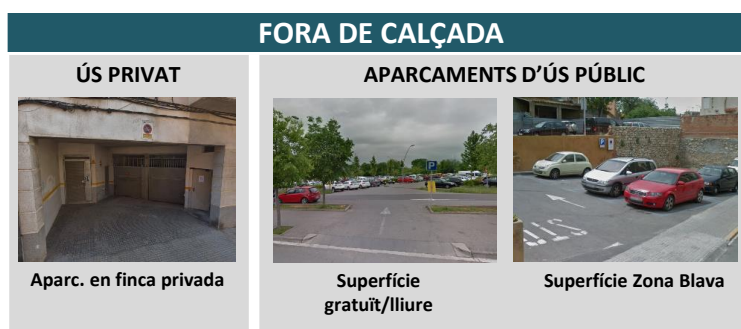 FORA DE CALÇADA
ÚS PRIVAT
APARCAMENTS D'ÚS PÚBLIC
Aparc. en finca privada
Superfície
gratuït/lliure
Superfície Zona Blava